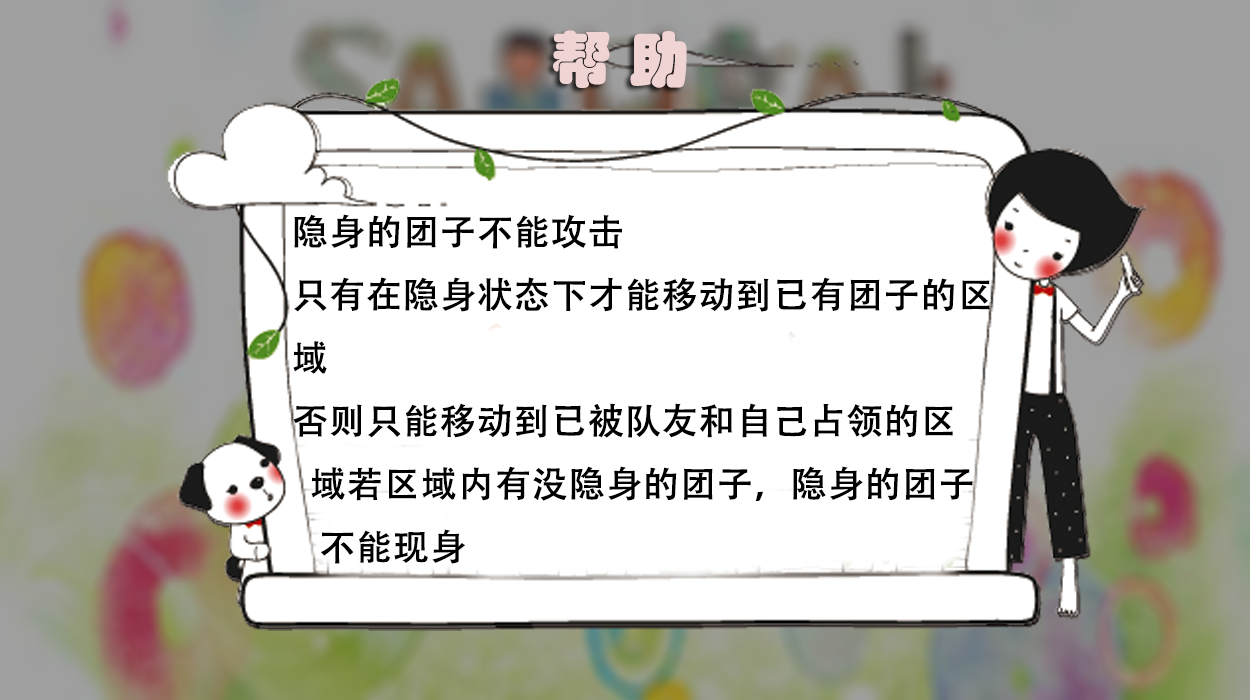 帮助
隐身的团子不能攻击
只有在隐身状态下才能移动到已有团子的区
域
否则只能移动到已被队友和自己占领的区
域若区域内有没隐身的团子，隐身的团子
不能现身